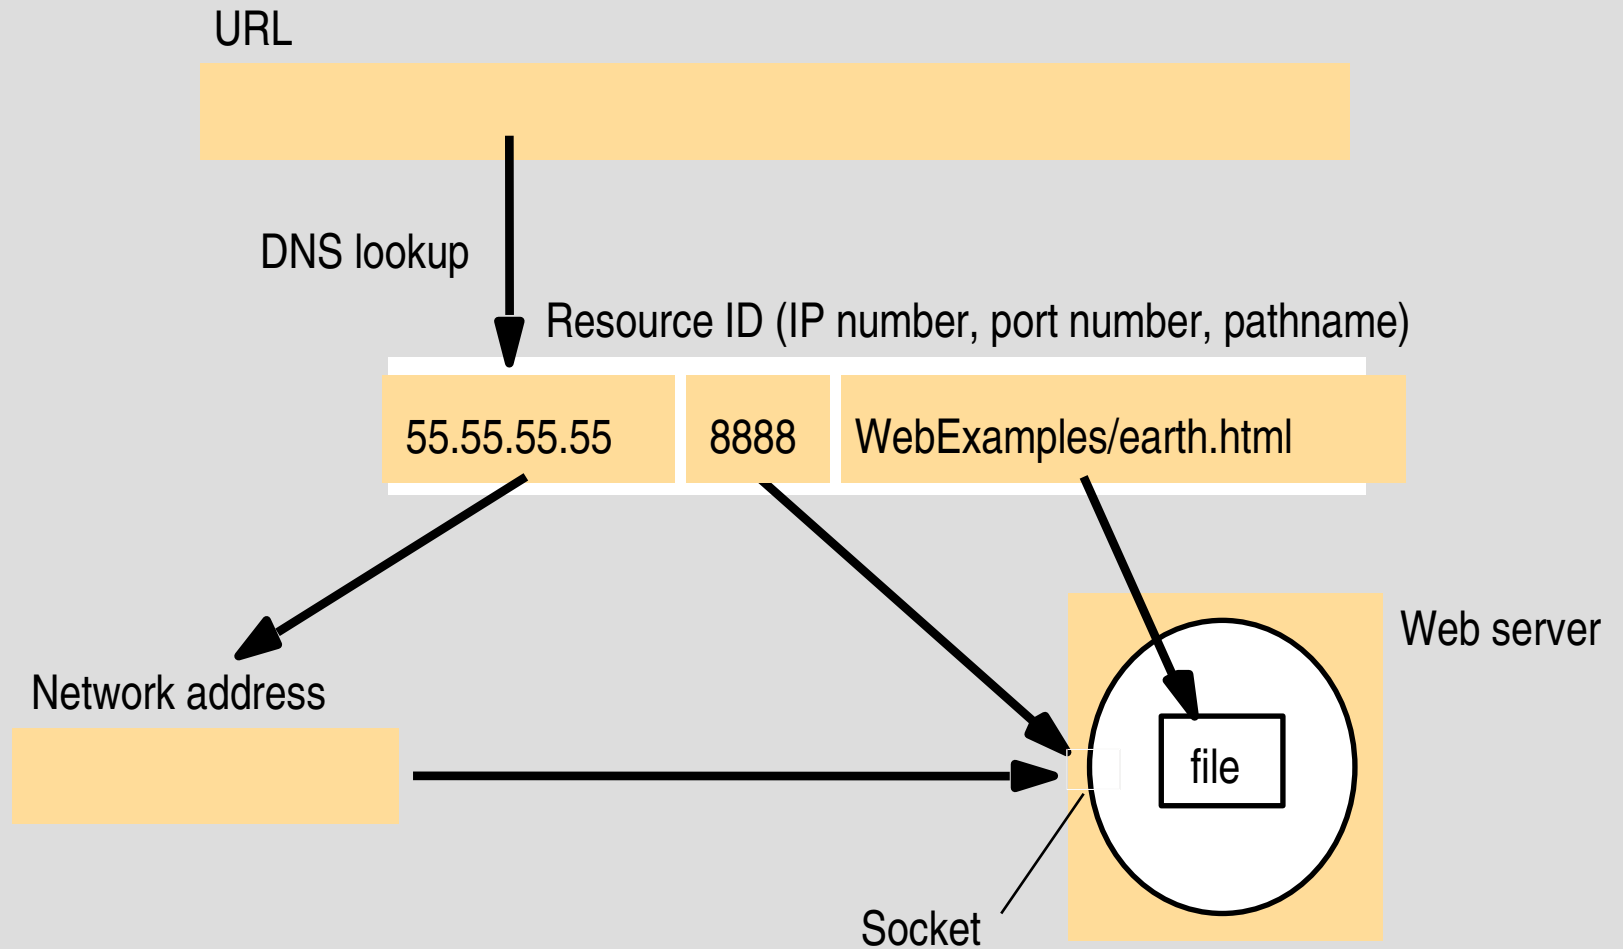 URL
DNS lookup
Resource ID (IP number, port number, pathname)
55.55.55.55 8888 WebExamples/earth.html
Web server
Network address
file
Socket